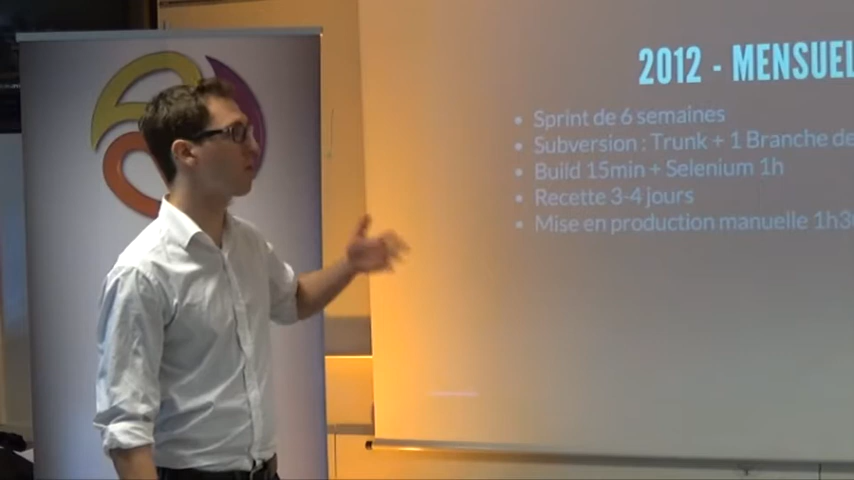 2012 - MENSUEL
• Sprint de 6 semaines
• Subversion : Trunk + 1 Branche de
• Build 15min + Selenium 1h
• Recette 3-4 jours
• Mise en production manuelle 1h3